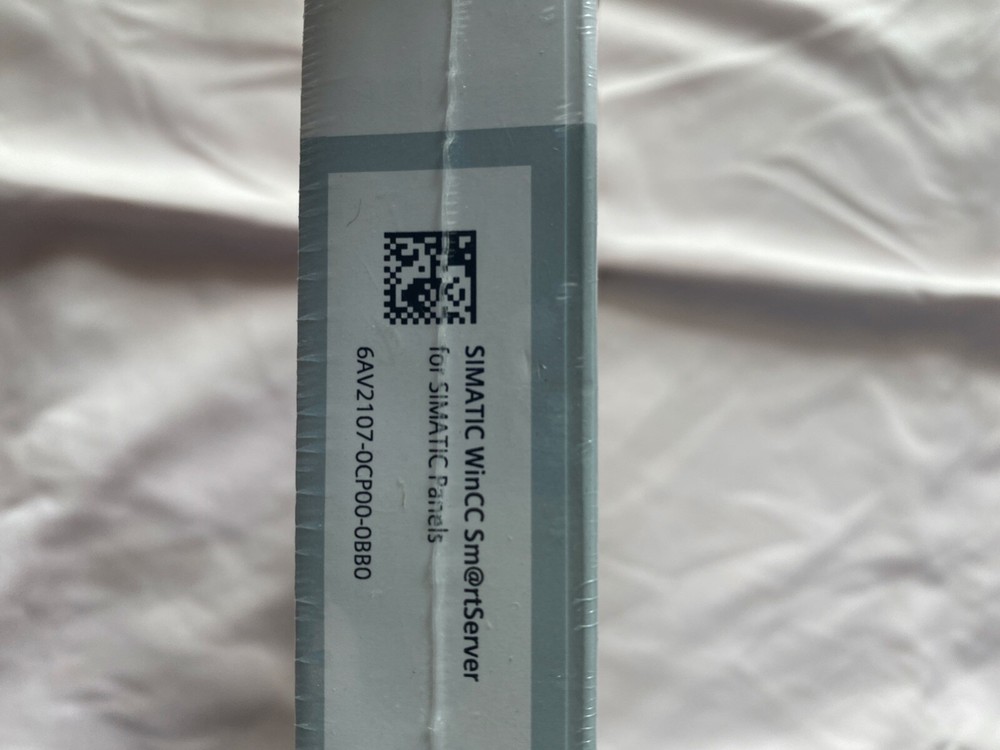 SIMATIC WinCC Sm@rtServer
for SIMATIC Panels
6AV2107-0CP00-0BB0